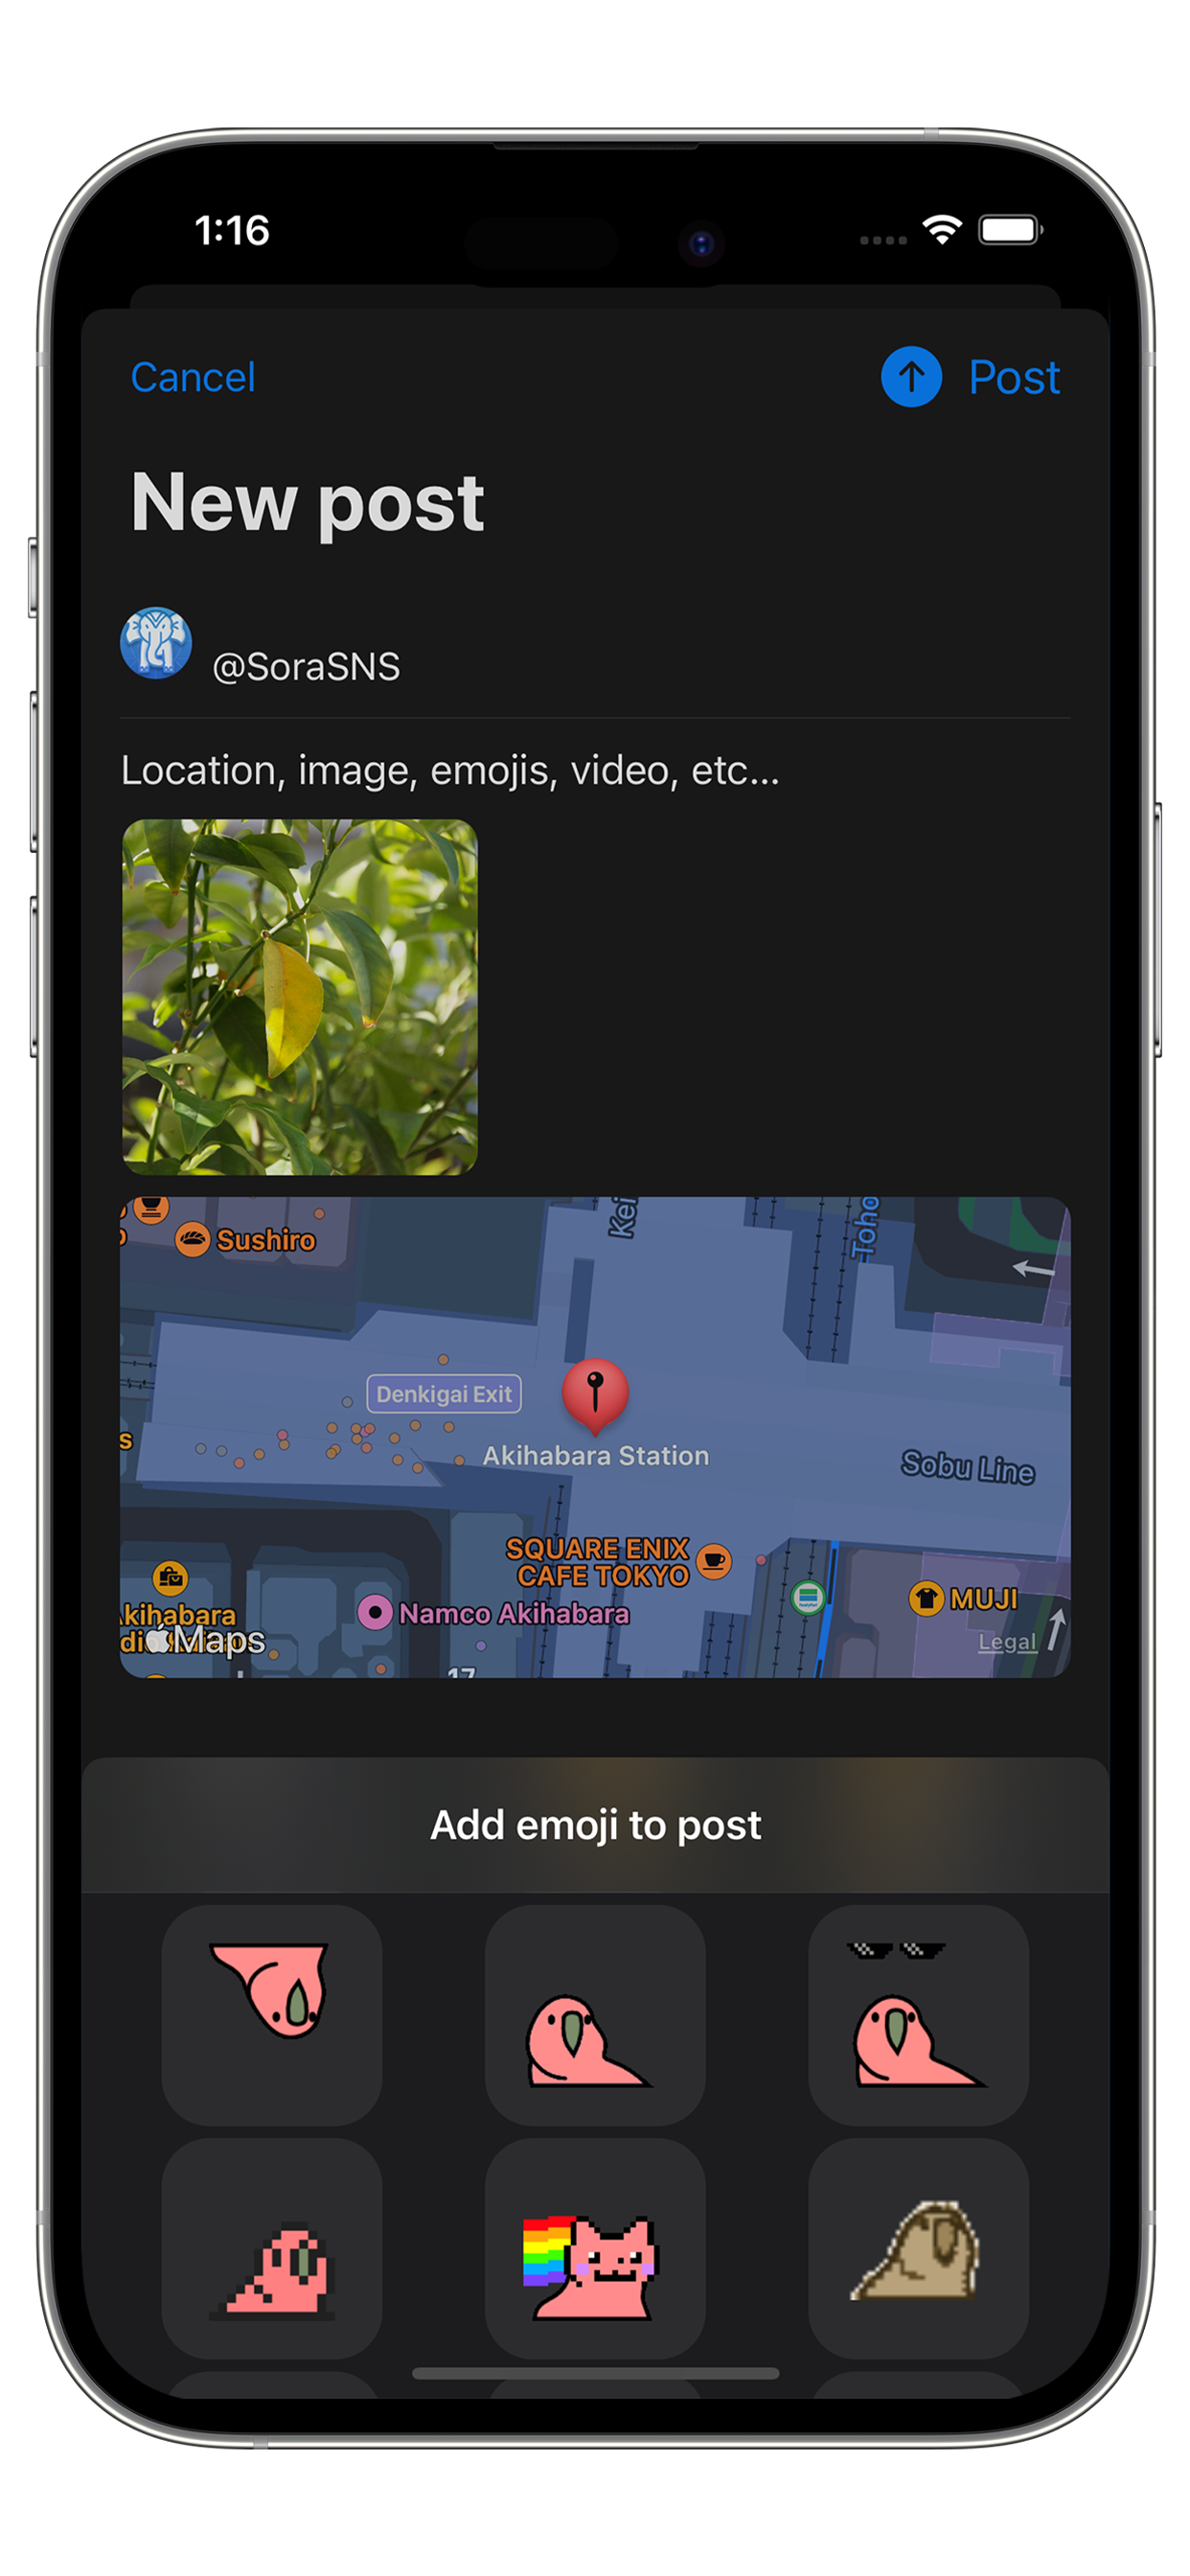 1:16
Cancel
Post
New post
@SoraSNS
Location, image, emojis, video, etc...
Sushiro
Kei
Toho
Denkigai Exit
Akihabara Station
Sobu Line
s
SQUARE ENIX
CAFE TOKYO
MUJI
Namco Akihabara
kihabara
Maps
Legal
17
Add emoji to post